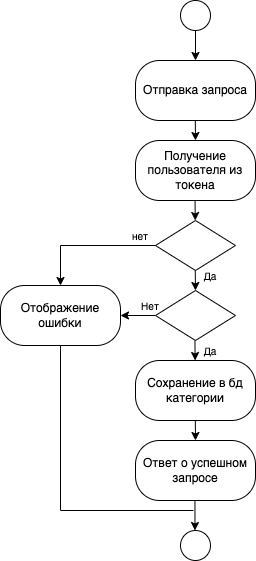 Отправка запроса
Получение
пользователя из
токена
нет
Да
Отображение
ошибки
Нет
Да
Сохранение в бд
категории
Ответ о успешном
запросе